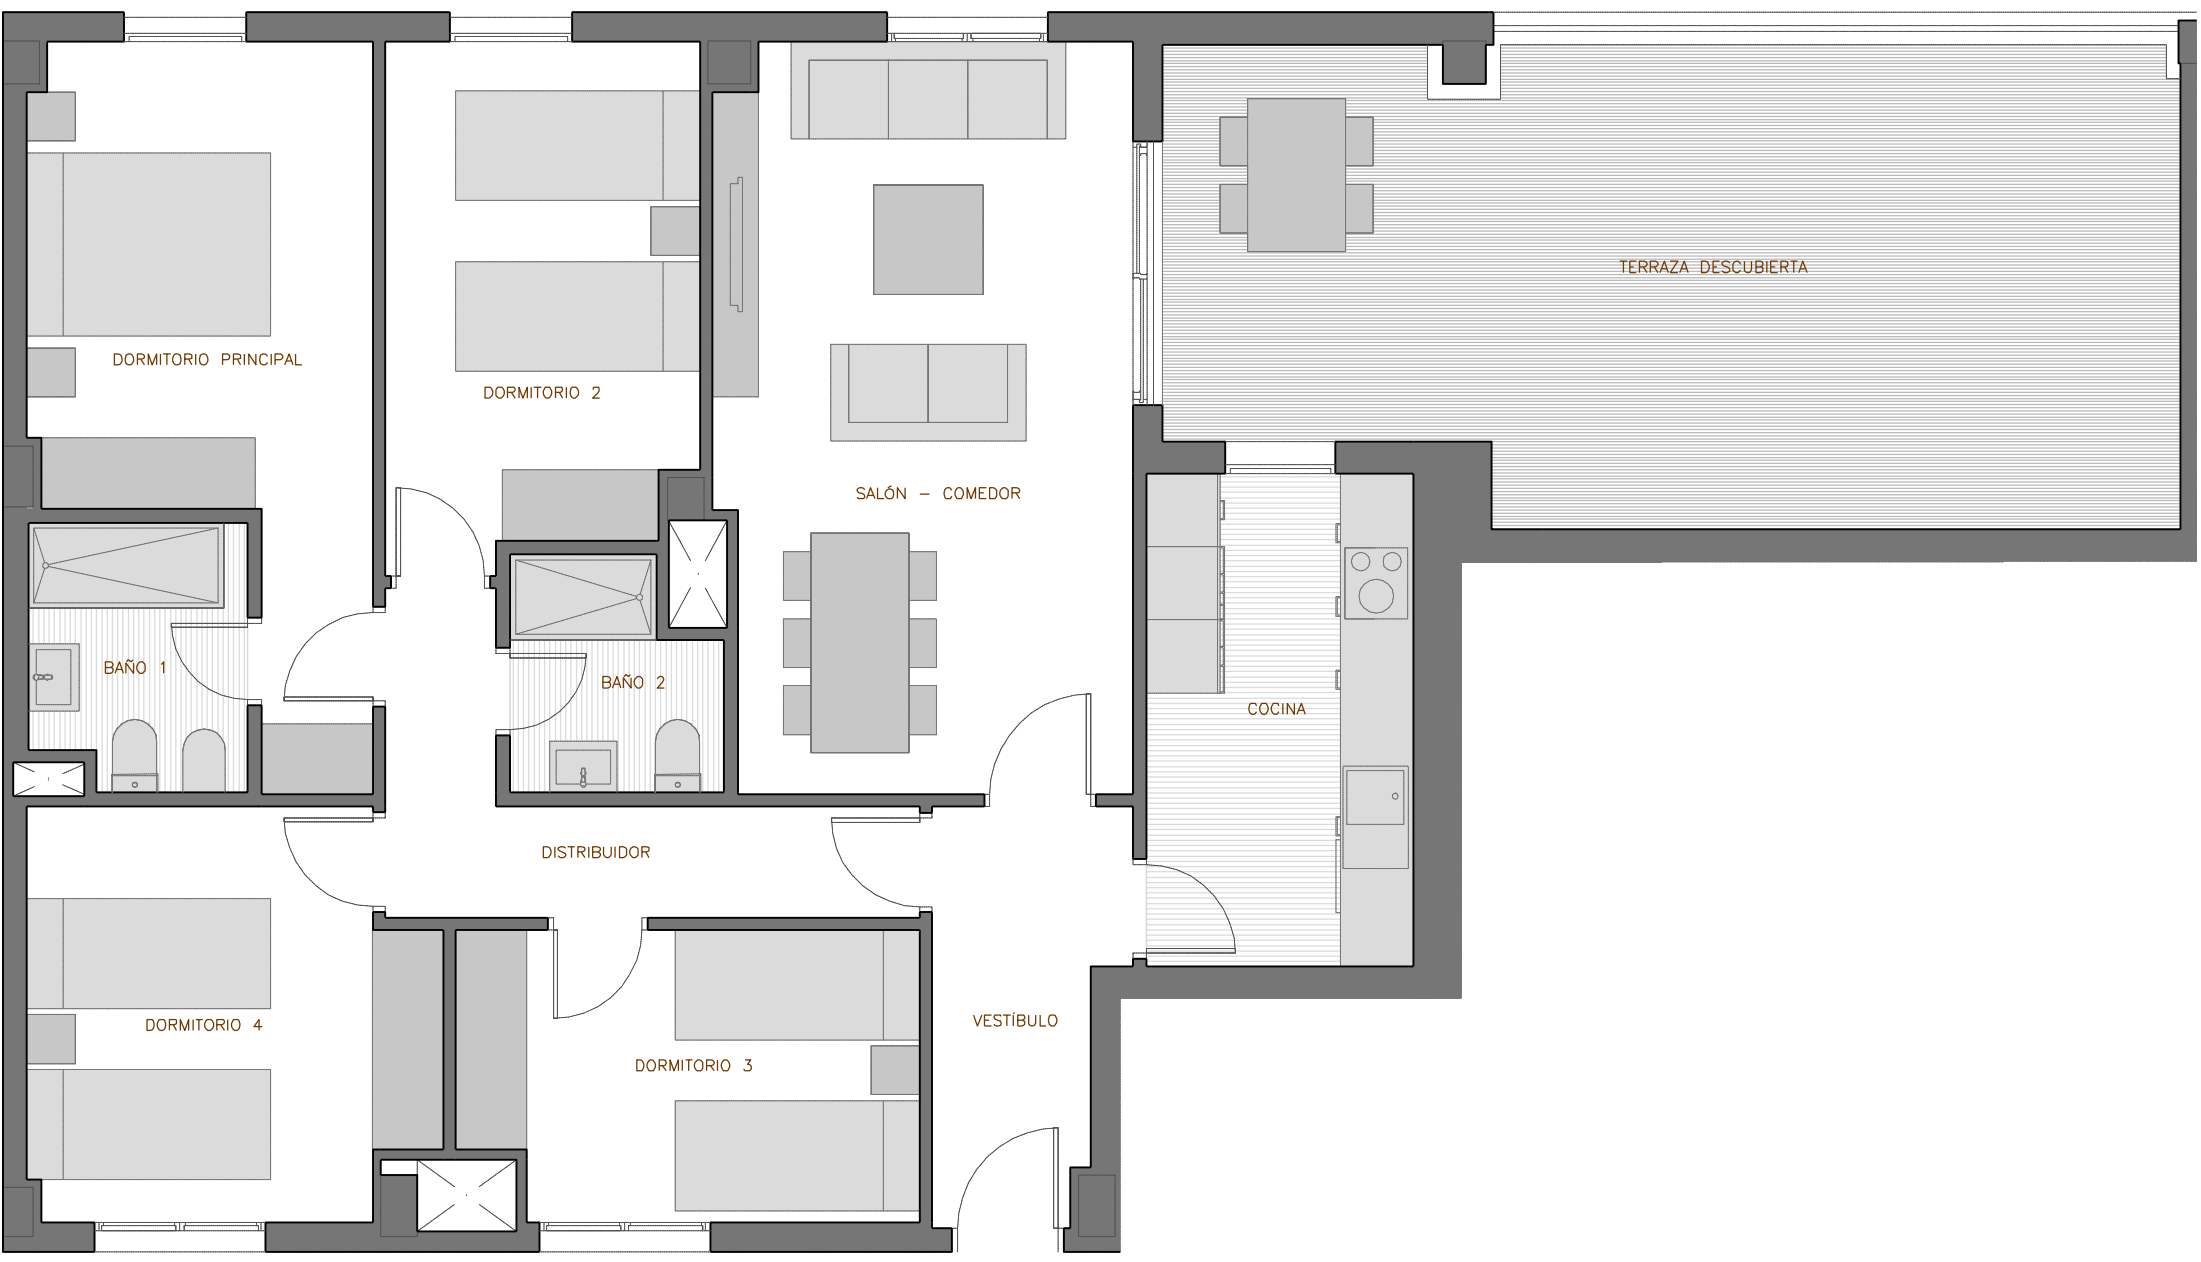 TERRAZA DESCUBIERTA
DORMITORIO PRINCIPAL
DORMITORIO 2
SALÓN – COMEDOR
BAÑO 1
BAÑO 2
COCINA
DISTRIBUIDOR
VESTÍBULO
DORMITORIO 4
DORMITORIO 3